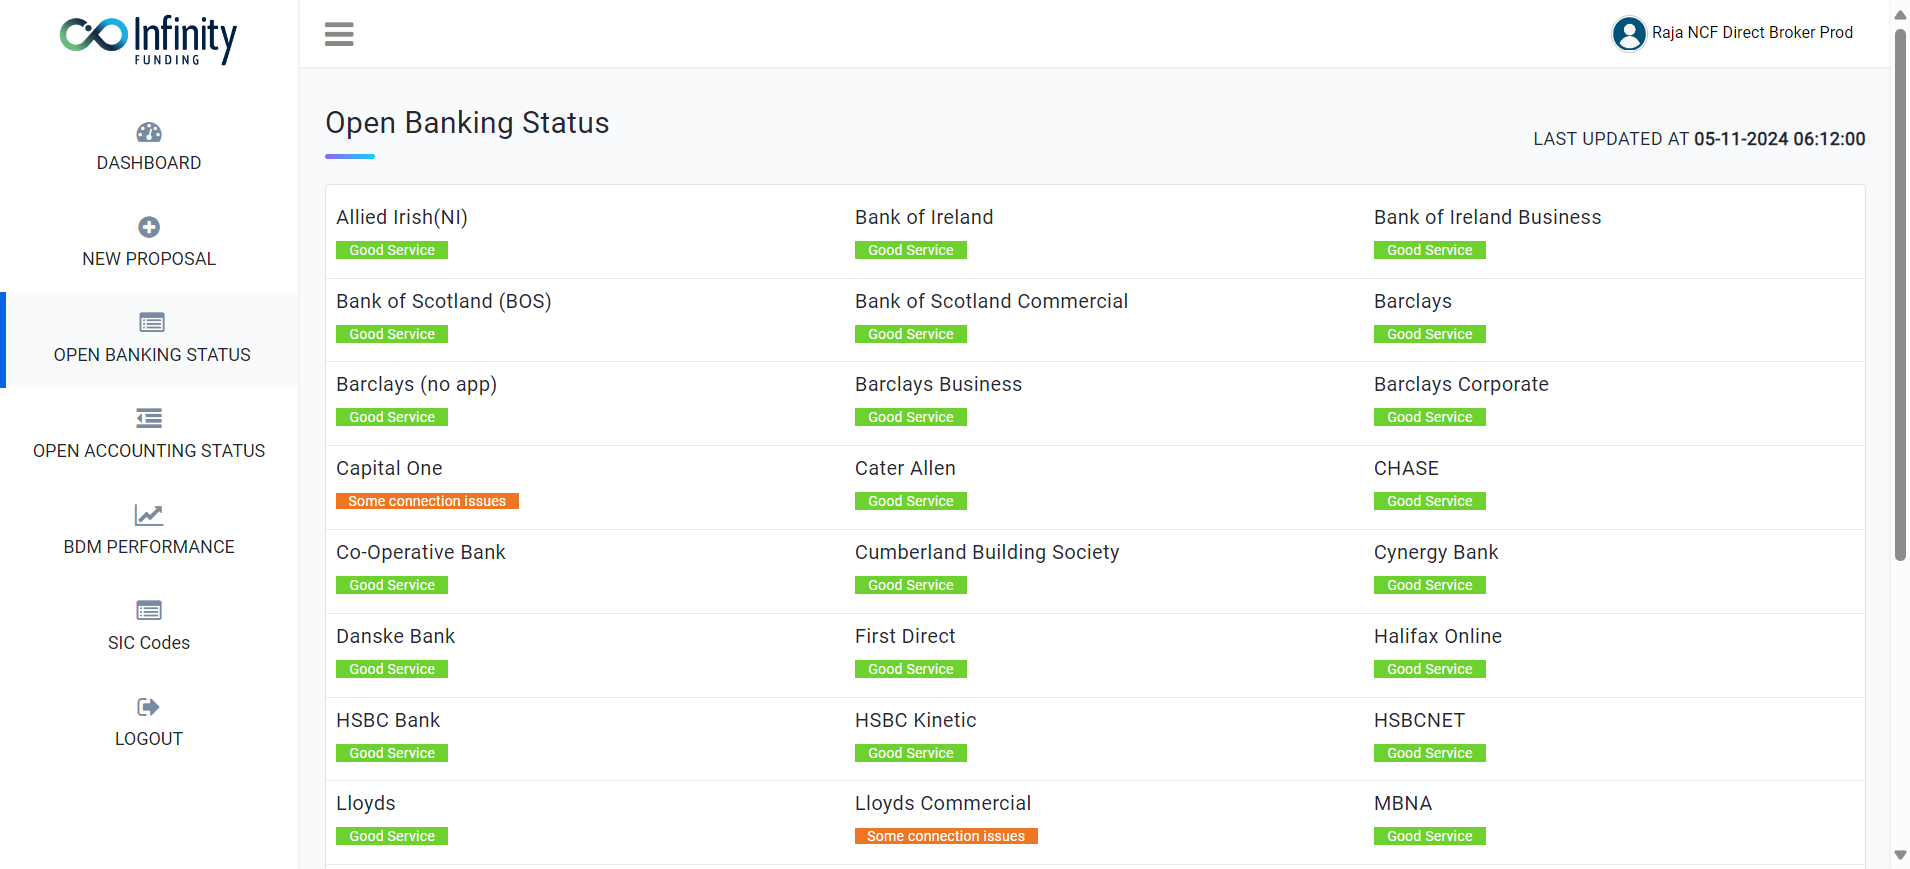 Infinity
FUNDING
Raja NCF Direct Broker Prod
DASHBOARD
NEW PROPOSAL
OPEN BANKING STATUS
OPEN ACCOUNTING STATUS
BDM PERFORMANCE
SIC Codes
LOGOUT
Open Banking Status
LAST UPDATED AT 05-11-2024 06:12:00
Allied Irish(NI) Bank of Ireland Bank of Ireland Business
Good Service Good Service Good Service
Bank of Scotland (BOS) Bank of Scotland Commercial Barclays
Good Service Good Service Good Service
Barclays (no app) Barclays Business Barclays Corporate
Good Service Good Service Good Service
Capital One Cater Allen CHASE
Some connection issues Good Service Good Service
Co-Operative Bank Cumberland Building Society Cynergy Bank
Good Service Good Service Good Service
Danske Bank First Direct Halifax Online
Good Service Good Service Good Service
HSBC Bank HSBC Kinetic HSBCNET
Good Service Good Service Good Service
Lloyds Lloyds Commercial MBNA
Good Service Some connection issues Good Service